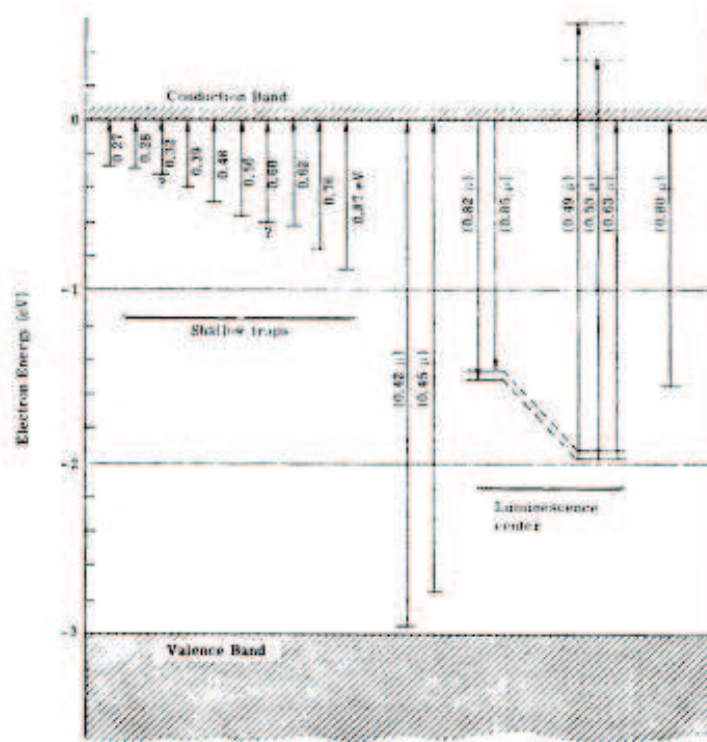 Conduction Band
0
0.27
0.28
0.32
?
0.39
0.48
0.56
0.60
?
0.62
0.76
0.87 eV
(0.82 μ)
(0.85 μ)
(0.49 μ)
(0.53 μ)
(0.63 μ)
(0.80 μ)
-1
Electron Energy (eV)
Shallow traps
(0.42 μ)
(0.45 μ)
-2
Luminescence
center
-3
Valence Band